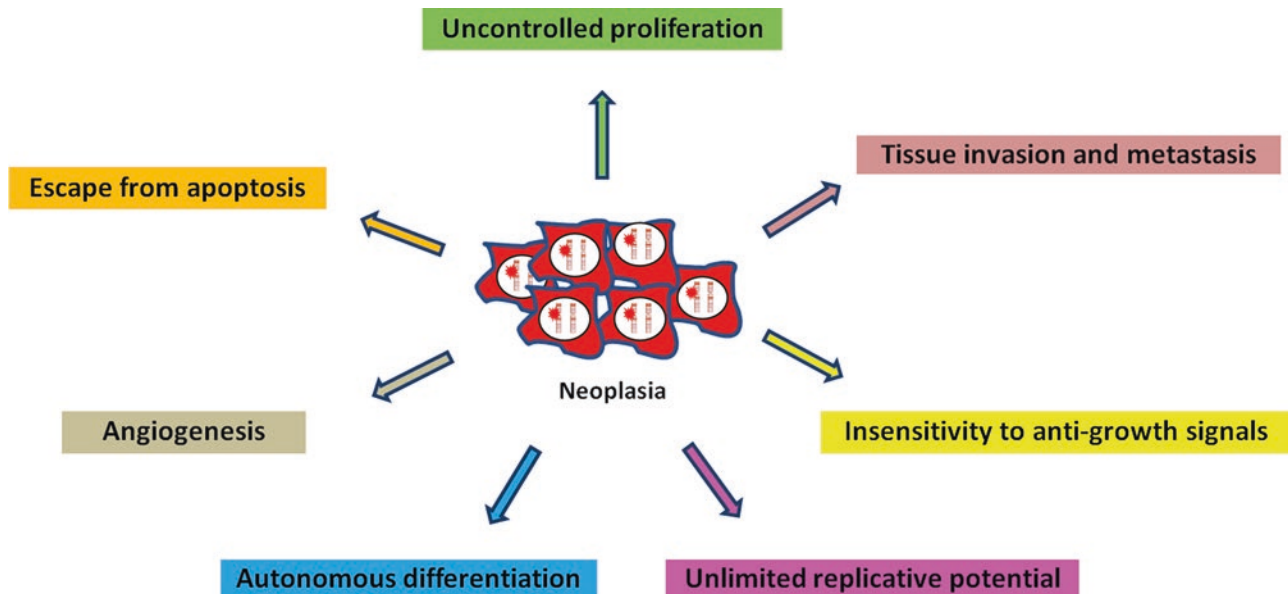 Uncontrolled proliferation
Tissue invasion and metastasis
Escape from apoptosis
Neoplasia
Angiogenesis
Insensitivity to anti-growth signals
Autonomous differentiation
Unlimited replicative potential